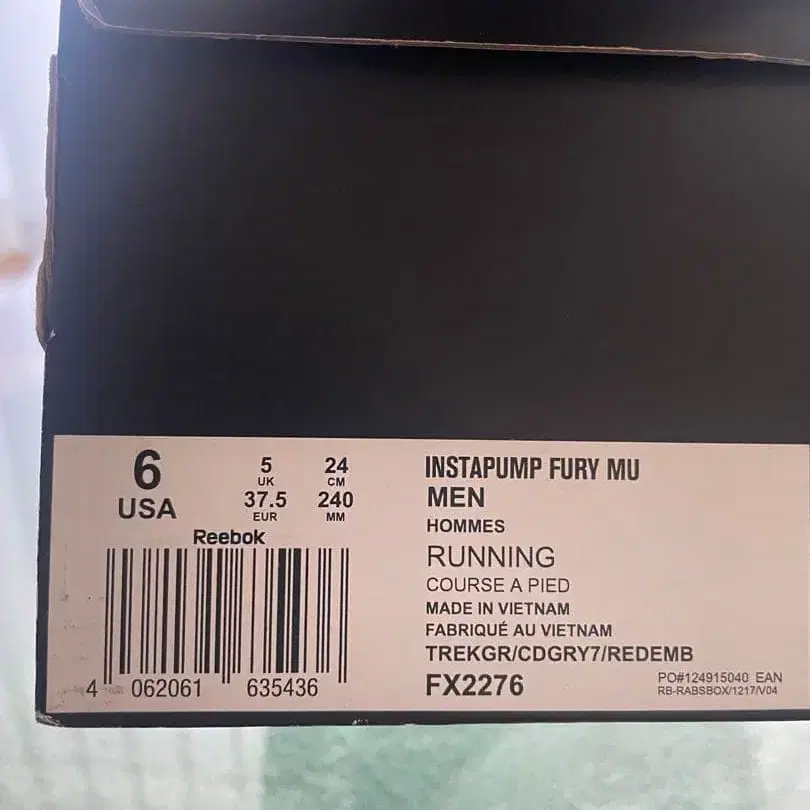 6
USA
5
UK
37.5
EUR
24
CM
240
MM
Reebok
4 062061 635436
INSTAPUMP FURY MU
MEN
HOMMES
RUNNING
COURSE A PIED
MADE IN VIETNAM
FABRIQUÉ AU VIETNAM
TREKGR/CDGRY7/REDEMB
FX2276
PO#124915040 EAN
RB-RABSBOX/1217/V04